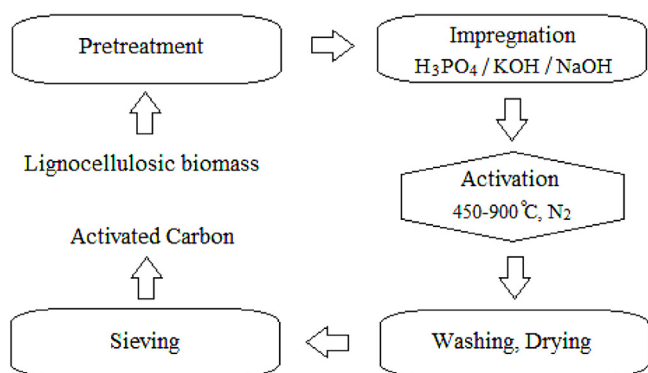 Pretreatment
Impregnation
H₃PO₄ / KOH / NaOH
Lignocellulosic biomass
Activation
450-900℃, N₂
Activated Carbon
Sieving
Washing, Drying